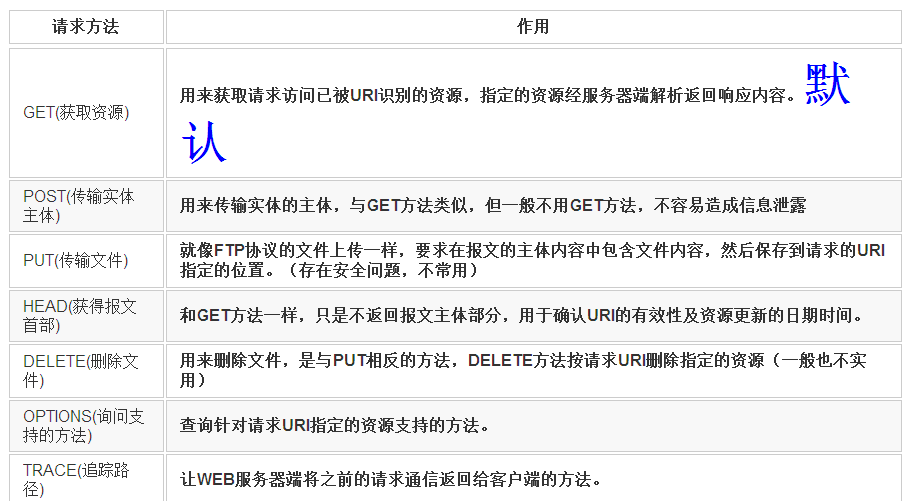 请求方法 作用
GET(获取资源) 用来获取请求访问已被URI识别的资源，指定的资源经服务器端解析返回响应内容。默
认
POST(传输实体
主体)
用来传输实体的主体，与GET方法类似，但一般不用GET方法，不容易造成信息泄露
PUT(传输文件)
就像FTP协议的文件上传一样，要求在报文的主体内容中包含文件内容，然后保存到请求的URI
指定的位置。（存在安全问题，不常用）
HEAD(获得报文
首部)
和GET方法一样，只是不返回报文主体部分，用于确认URI的有效性及资源更新的日期时间。
DELETE(删除文
件)
用来删除文件，是与PUT相反的方法，DELETE方法按请求URI删除指定的资源（一般也不实
用）
OPTIONS(询问支
持的方法)
查询针对请求URI指定的资源支持的方法。
TRACE(追踪路
径)
让WEB服务器端将之前的请求通信返回给客户端的方法。